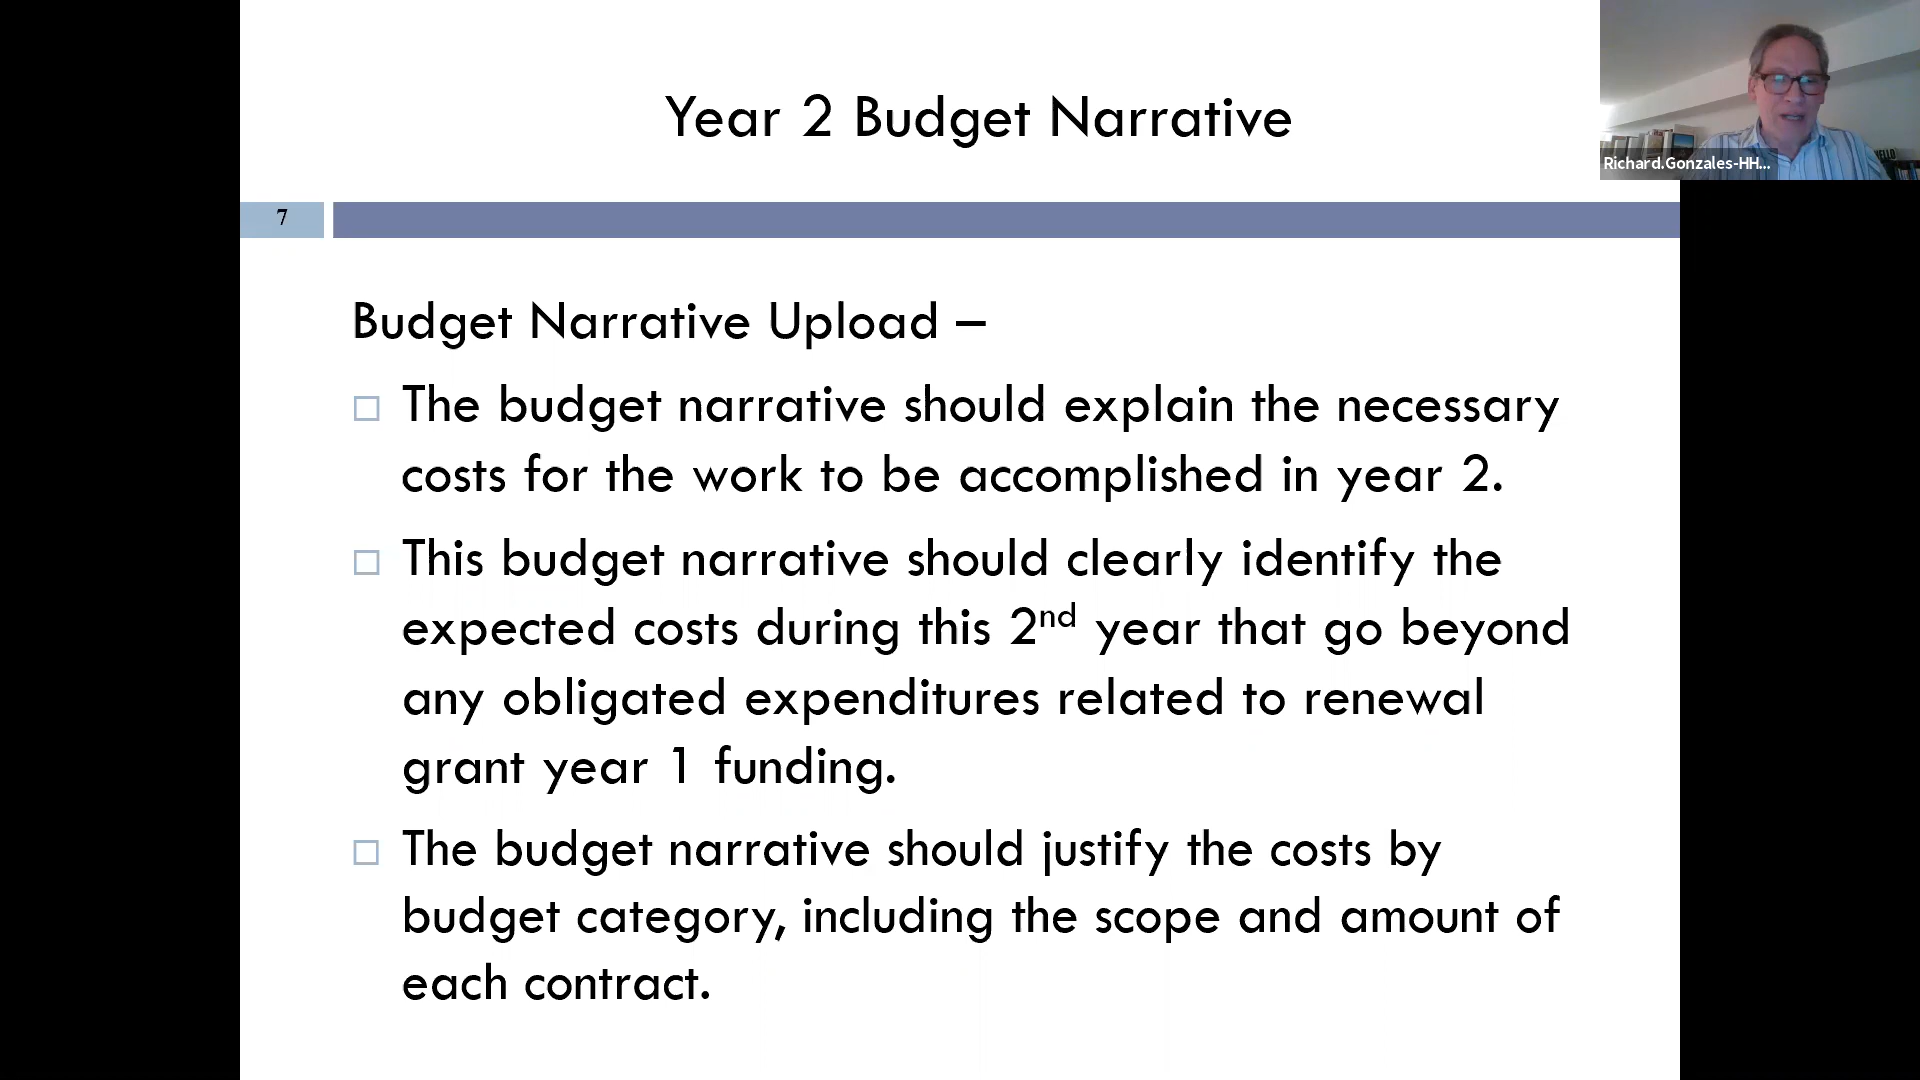 Year 2 Budget Narrative
Richard.Gonzales-HH...
7
Budget Narrative Upload –
The budget narrative should explain the necessary
costs for the work to be accomplished in year 2.
This budget narrative should clearly identify the
expected costs during this 2nd year that go beyond
any obligated expenditures related to renewal
grant year 1 funding.
The budget narrative should justify the costs by
budget category, including the scope and amount of
each contract.